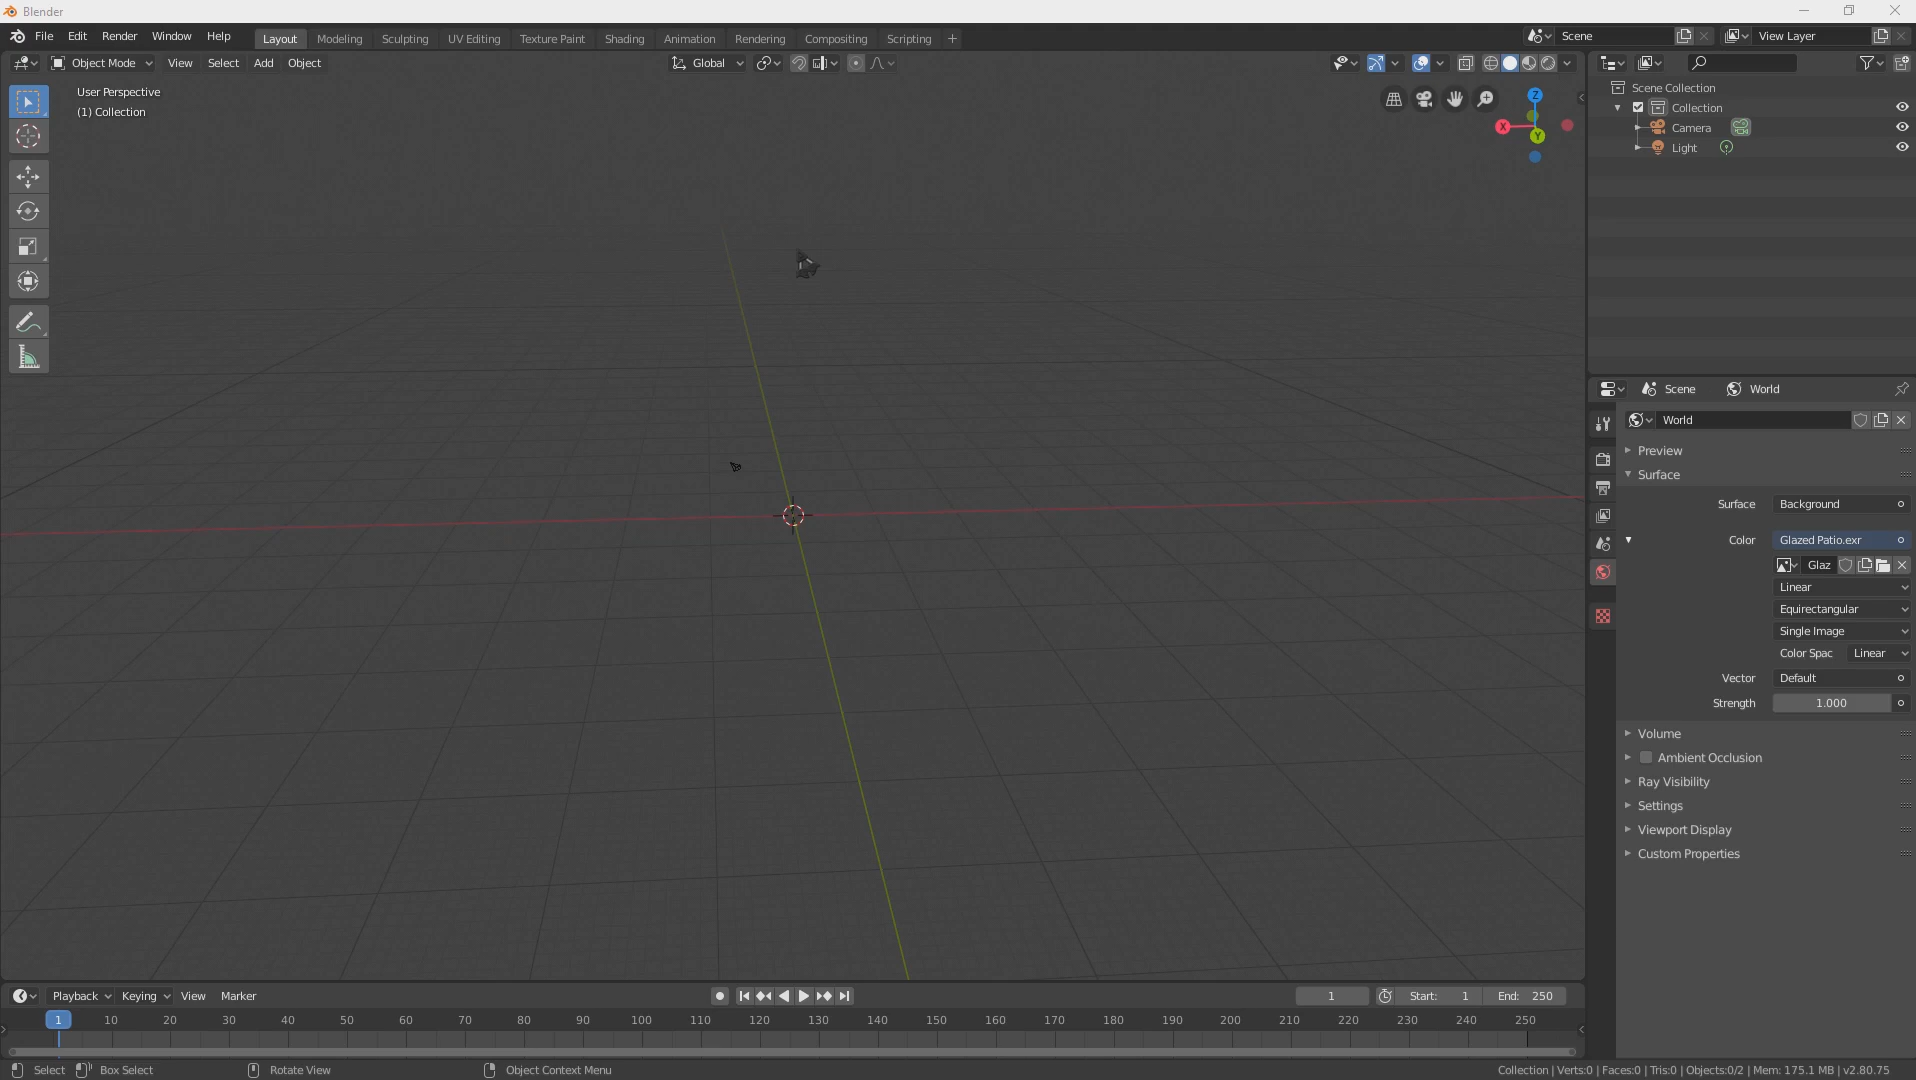 Blender
File Edit Render Window Help Layout Modeling Sculpting UV Editing Texture Paint Shading Animation Rendering Compositing Scripting + Scene View Layer
Object Mode View Select Add Object Global
User Perspective
(1) Collection
Z
X
Y
Scene Collection
Collection
Camera
Light
Scene World
World
Preview
Surface
Surface Background
Color Glazed Patio.exr
Glaz
Linear
Equirectangular
Single Image
Color Spac Linear
Vector Default
Strength 1.000
Volume
Ambient Occlusion
Ray Visibility
Settings
Viewport Display
Custom Properties
Playback Keying View Marker 1 Start: 1 End: 250
1 10 20 30 40 50 60 70 80 90 100 110 120 130 140 150 160 170 180 190 200 210 220 230 240 250
Select Box Select Rotate View Object Context Menu Collection | Verts:0 | Faces:0 | Tris:0 | Objects:0/2 | Mem: 175.1 MB | v2.80.75